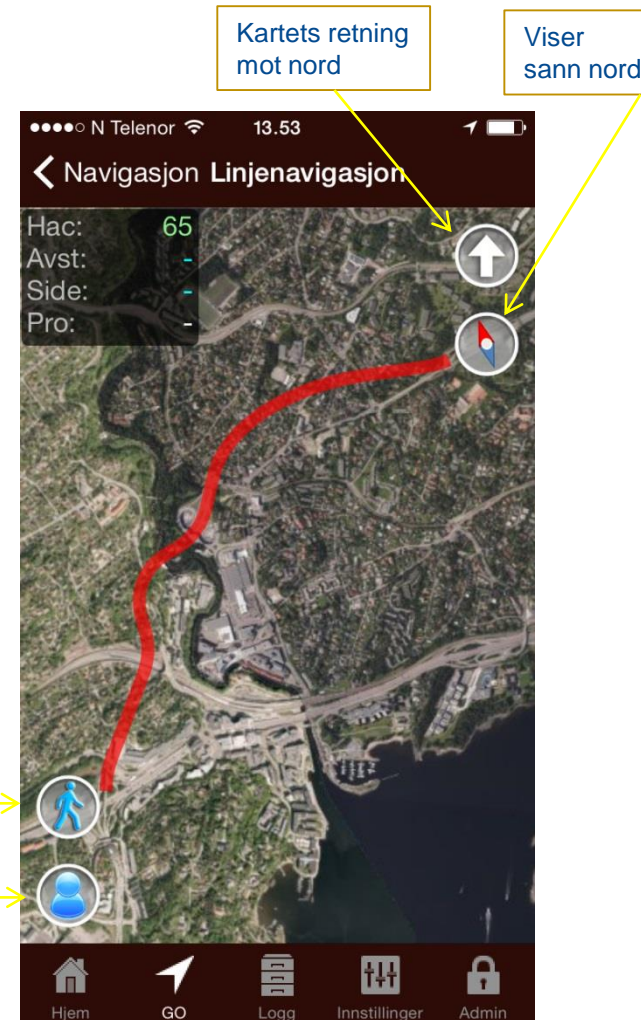 Kartets retning
mot nord
Viser
sann nord
N Telenor
13.53
Navigasjon Linjenavigasjon
Hac: 65
Avst: -
Side: -
Pro: -
Hjem GO Logg Innstillinger Admin